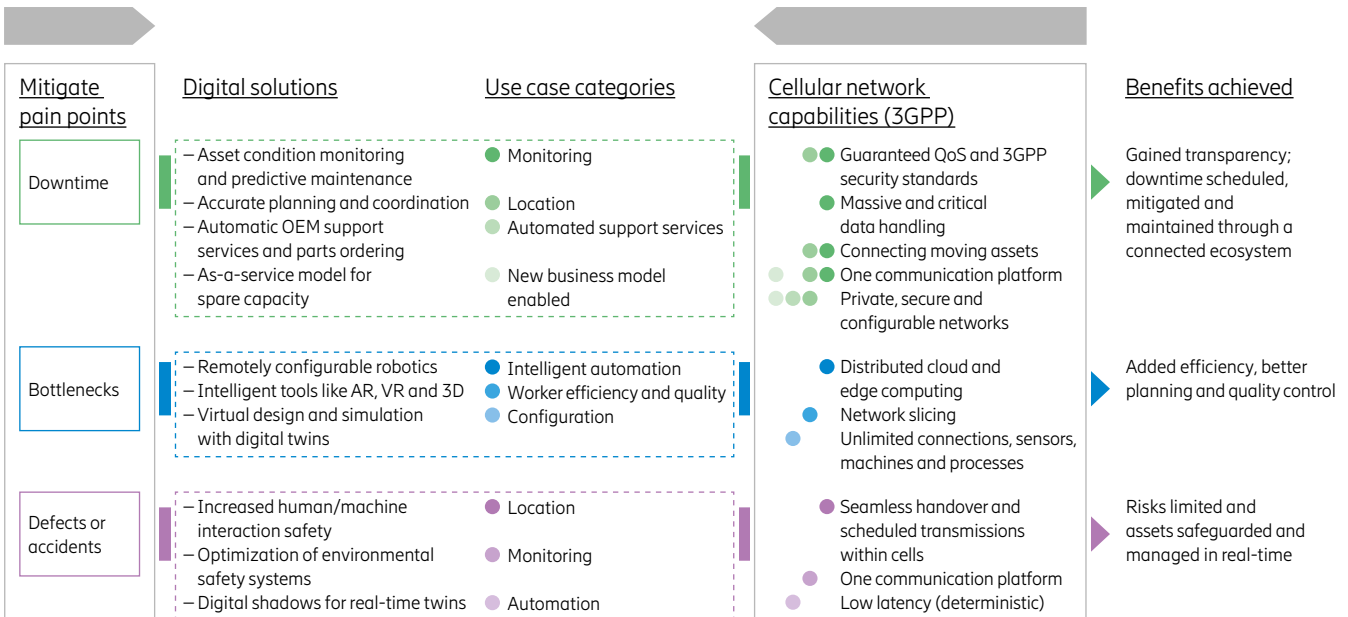 Mitigate
pain points
Digital solutions
Use case categories
Cellular network
capabilities (3GPP)
Benefits achieved
Downtime
– Asset condition monitoring
and predictive maintenance
– Accurate planning and coordination
– Automatic OEM support
services and parts ordering
– As-a-service model for
spare capacity
Monitoring
Location
Automated support services
New business model
enabled
Guaranteed QoS and 3GPP
security standards
Massive and critical
data handling
Connecting moving assets
One communication platform
Private, secure and
configurable networks
Gained transparency;
downtime scheduled,
mitigated and
maintained through a
connected ecosystem
Bottlenecks
– Remotely configurable robotics
– Intelligent tools like AR, VR and 3D
– Virtual design and simulation
with digital twins
Intelligent automation
Worker efficiency and quality
Configuration
Distributed cloud and
edge computing
Network slicing
Unlimited connections, sensors,
machines and processes
Added efficiency, better
planning and quality control
Defects or
accidents
– Increased human/machine
interaction safety
– Optimization of environmental
safety systems
– Digital shadows for real-time twins
Location
Monitoring
Automation
Seamless handover and
scheduled transmissions
within cells
One communication platform
Low latency (deterministic)
Risks limited and
assets safeguarded and
managed in real-time